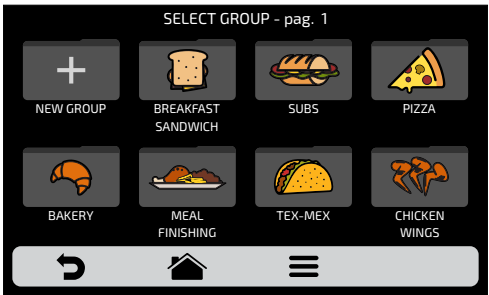 SELECT GROUP - pag. 1
NEW GROUP
BREAKFAST
SANDWICH
SUBS
PIZZA
BAKERY
MEAL
FINISHING
TEX-MEX
CHICKEN
WINGS